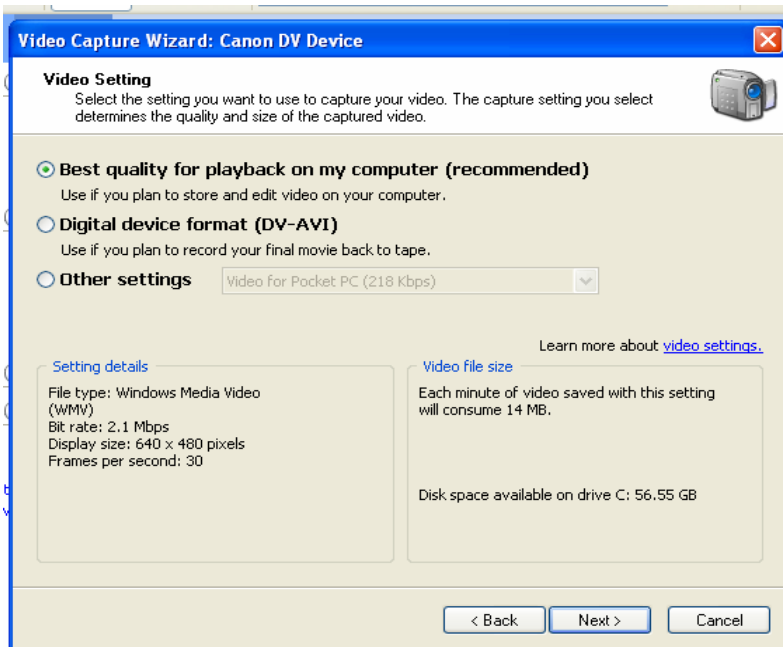 Video Capture Wizard: Canon DV Device
Video Setting
Select the setting you want to use to capture your video. The capture setting you select
determines the quality and size of the captured video.
Best quality for playback on my computer (recommended)
Use if you plan to store and edit video on your computer.
Digital device format (DV-AVI)
Use if you plan to record your final movie back to tape.
Other settings
Video for Pocket PC (218 Kbps)
Learn more about video settings.
Setting details
File type: Windows Media Video
(WMV)
Bit rate: 2.1 Mbps
Display size: 640 x 480 pixels
Frames per second: 30
Video file size
Each minute of video saved with this setting
will consume 14 MB.
Disk space available on drive C: 56.55 GB
< Back
Next >
Cancel